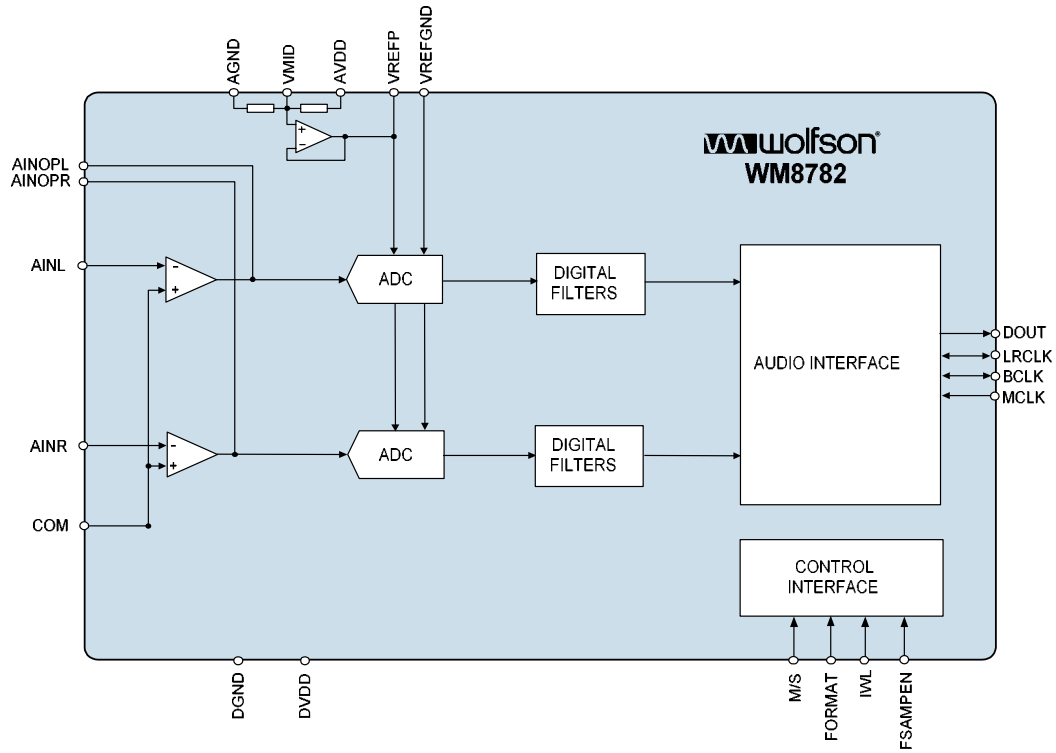 AGND
VMID
AVDD
VREFP
VREFGND
wolfson®
WM8782
AINOPL
AINOPR
AINL
-
+
ADC
DIGITAL
FILTERS
AUDIO INTERFACE
DOUT
LRCLK
BCLK
MCLK
AINR
-
+
ADC
DIGITAL
FILTERS
COM
+
-
CONTROL
INTERFACE
DGND
DVDD
M/S
FORMAT
IWL
FSAMPEN